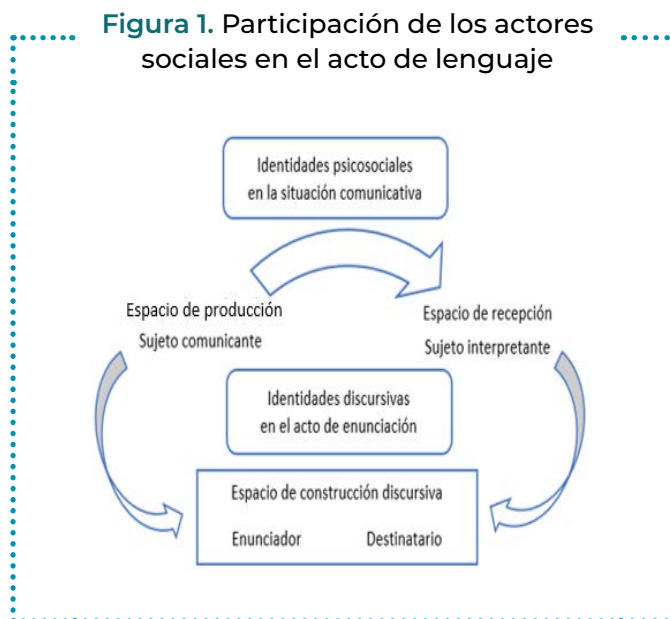 Figura 1. Participación de los actores
sociales en el acto de lenguaje
Identidades psicosociales
en la situación comunicativa
Espacio de producción
Sujeto comunicante
Espacio de recepción
Sujeto interpretante
Identidades discursivas
en el acto de enunciación
Espacio de construcción discursiva
Enunciador
Destinatario